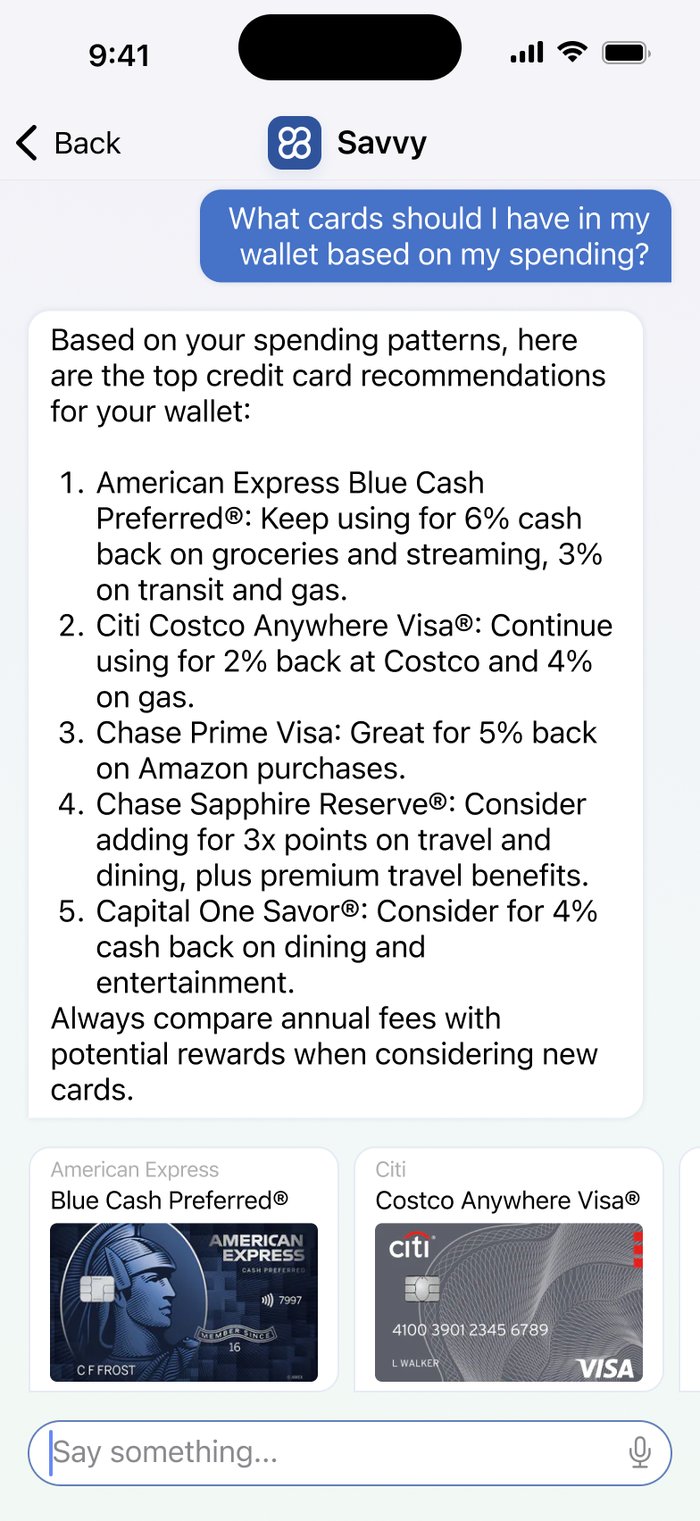 9:41
Back
Savvy
What cards should I have in my
wallet based on my spending?
Based on your spending patterns, here
are the top credit card recommendations
for your wallet:
1. American Express Blue Cash
Preferred®: Keep using for 6% cash
back on groceries and streaming, 3%
on transit and gas.
2. Citi Costco Anywhere Visa®: Continue
using for 2% back at Costco and 4%
on gas.
3. Chase Prime Visa: Great for 5% back
on Amazon purchases.
4. Chase Sapphire Reserve®: Consider
adding for 3x points on travel and
dining, plus premium travel benefits.
5. Capital One Savor®: Consider for 4%
cash back on dining and
entertainment.
Always compare annual fees with
potential rewards when considering new
cards.
American Express
Blue Cash Preferred®
AMERICAN
EXPRESS
CASH PREFERRED
7997
MEMBER SINCE
16
C F FROST
Citi
Costco Anywhere Visa®
citi
4100 3901 2345 6789
L WALKER
VISA
Say something...